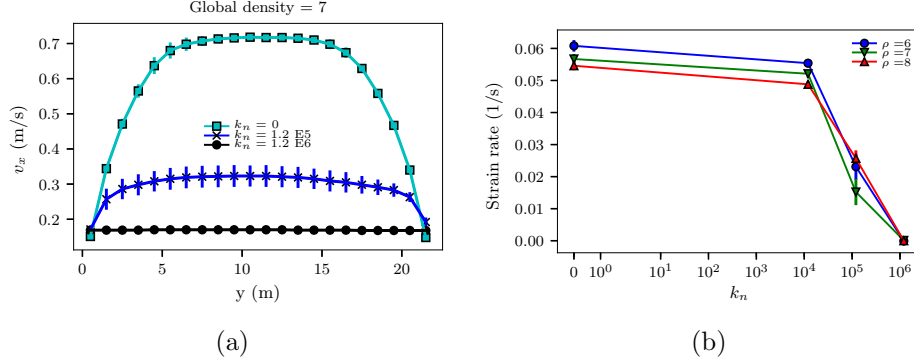 Global density = 7
0.7
0.6
0.5
0.4
0.3
0.2
v_x (m/s)
k_n = 0
k_n = 1.2 E5
k_n = 1.2 E6
0 5 10 15 20
y (m)
(a)
0.06
0.05
0.04
0.03
0.02
0.01
0.00
Strain rate (1/s)
ρ =6
ρ =7
ρ =8
0 10^0 10^1 10^2 10^3 10^4 10^5 10^6
k_n
(b)